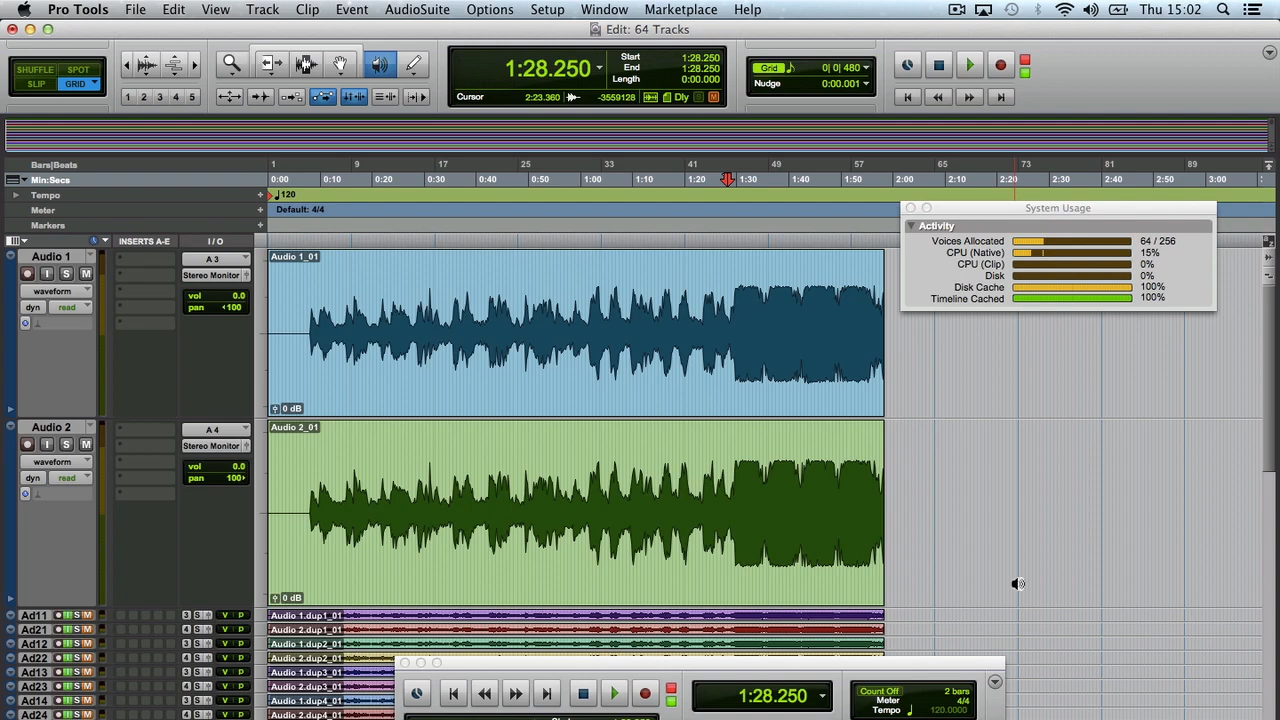 Pro Tools File Edit View Track Clip Event AudioSuite Options Setup Window Marketplace Help Thu 15:02
Edit: 64 Tracks
SHUFFLE SPOT
SLIP GRID
1 2 3 4 5
1:28.250
Start 1:28.250
End 1:28.250
Length 0:00.000
Cursor 2:23.360 -3559128 Dly S M
Grid 0| 0| 480
Nudge 0:00.001
Bars|Beats 1 9 17 25 33 41 49 57 65 73 81 89
Min:Secs 0:00 0:10 0:20 0:30 0:40 0:50 1:00 1:10 1:20 1:30 1:40 1:50 2:00 2:10 2:20 2:30 2:40 2:50 3:00
Tempo 120
Meter Default: 4/4
Markers
INSERTS A-E I / O
System Usage
Activity
Voices Allocated 64 / 256
CPU (Native) 15%
CPU (Clip) 0%
Disk 0%
Disk Cache 100%
Timeline Cached 100%
Audio 1 A 3 Audio 1_01
I S M Stereo Monitor
waveform vol 0.0
dyn read pan ‹100
0 dB
Audio 2 A 4 Audio 2_01
I S M Stereo Monitor
waveform vol 0.0
dyn read pan 100›
0 dB
Ad11 I S M 3 S V P Audio 1.dup1_01
Ad21 I S M 4 S V P Audio 2.dup1_01
Ad12 I S M 3 S V P Audio 1.dup2_01
Ad22 I S M 4 S V P Audio 2.dup2_01
Ad13 I S M 3 S V P Audio 1.dup3_01
Ad23 I S M 4 S V P Audio 2.dup3_01
Ad14 I S M 3 S V P Audio 1.dup4_01
Ad24 I S M 4 S V P Audio 2.dup4_01
1:28.250
Count Off 2 bars
Meter 4/4
Tempo 120.0000